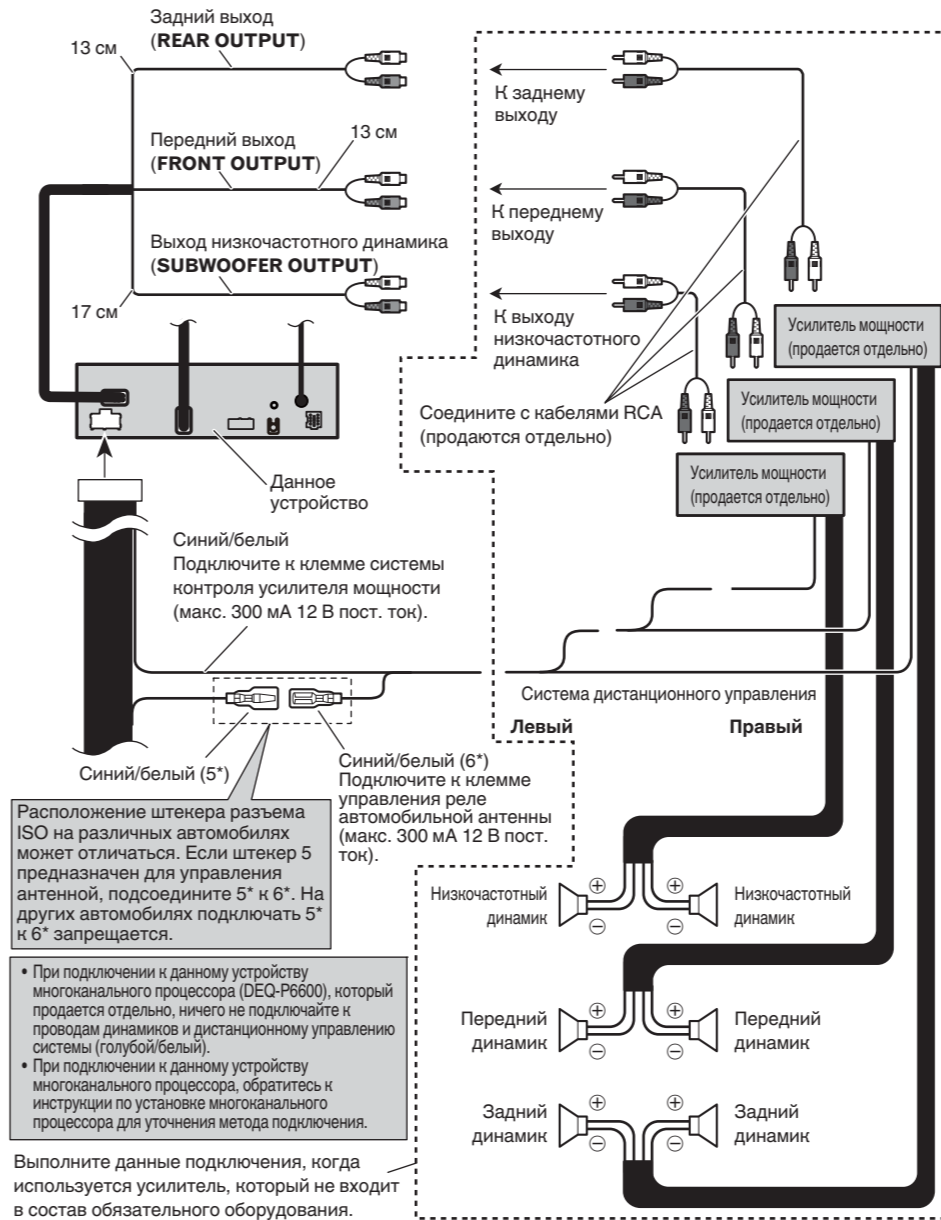 Задний выход
(REAR OUTPUT)
13 см
К заднему
выходу
Передний выход
(FRONT OUTPUT)
13 см
К переднему
выходу
Выход низкочастотного динамика
(SUBWOOFER OUTPUT)
17 см
К выходу
низкочастотного
динамика
Усилитель мощности
(продается отдельно)
Усилитель мощности
(продается отдельно)
Усилитель мощности
(продается отдельно)
Соедините с кабелями RCA
(продаются отдельно)
Данное
устройство
Синий/белый
Подключите к клемме системы
контроля усилителя мощности
(макс. 300 мА 12 В пост. ток).
Система дистанционного управления
Левый
Правый
Синий/белый (5*)
Синий/белый (6*)
Подключите к клемме
управления реле
автомобильной антенны
(макс. 300 мА 12 В пост.
ток).
Расположение штекера разъема
ISO на различных автомобилях
может отличаться. Если штекер 5
предназначен для управления
антенной, подсоедините 5* к 6*. На
других автомобилях подключать 5*
к 6* запрещается.
• При подключении к данному устройству
многоканального процессора (DEQ-P6600), который
продается отдельно, ничего не подключайте к
проводам динамиков и дистанционному управлению
системы (голубой/белый).
• При подключении к данному устройству
многоканального процессора, обратитесь к
инструкции по установке многоканального
процессора для уточнения метода подключения.
Выполните данные подключения, когда
используется усилитель, который не входит
в состав обязательного оборудования.
Низкочастотный
динамик
⊕
⊖
⊕
⊖
Низкочастотный
динамик
Передний
динамик
⊕
⊖
⊕
⊖
Передний
динамик
Задний
динамик
⊕
⊖
⊕
⊖
Задний
динамик